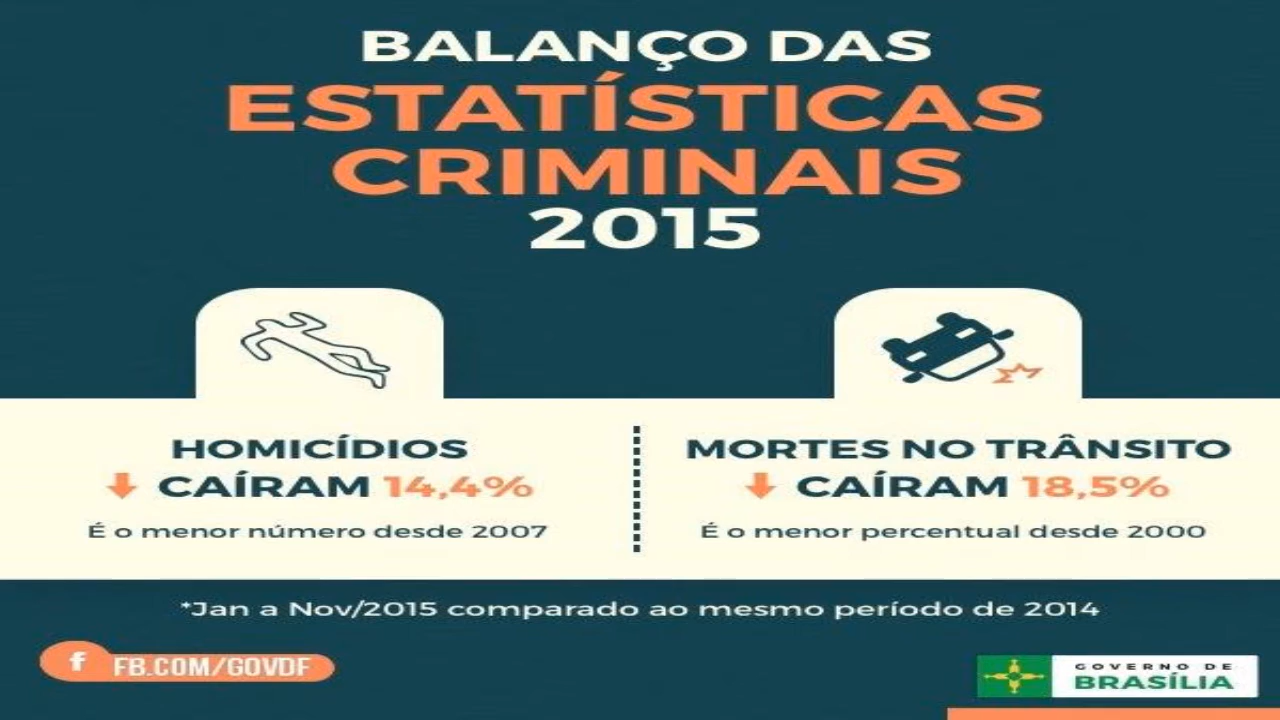 BALANÇO DAS
ESTATÍSTICAS
CRIMINAIS
2015
HOMICÍDIOS
CAÍRAM 14,4%
É o menor número desde 2007
MORTES NO TRÂNSITO
CAÍRAM 18,5%
É o menor percentual desde 2000
*Jan a Nov/2015 comparado ao mesmo período de 2014
f FB.COM/GOVDF
GOVERNO DE
BRASÍLIA